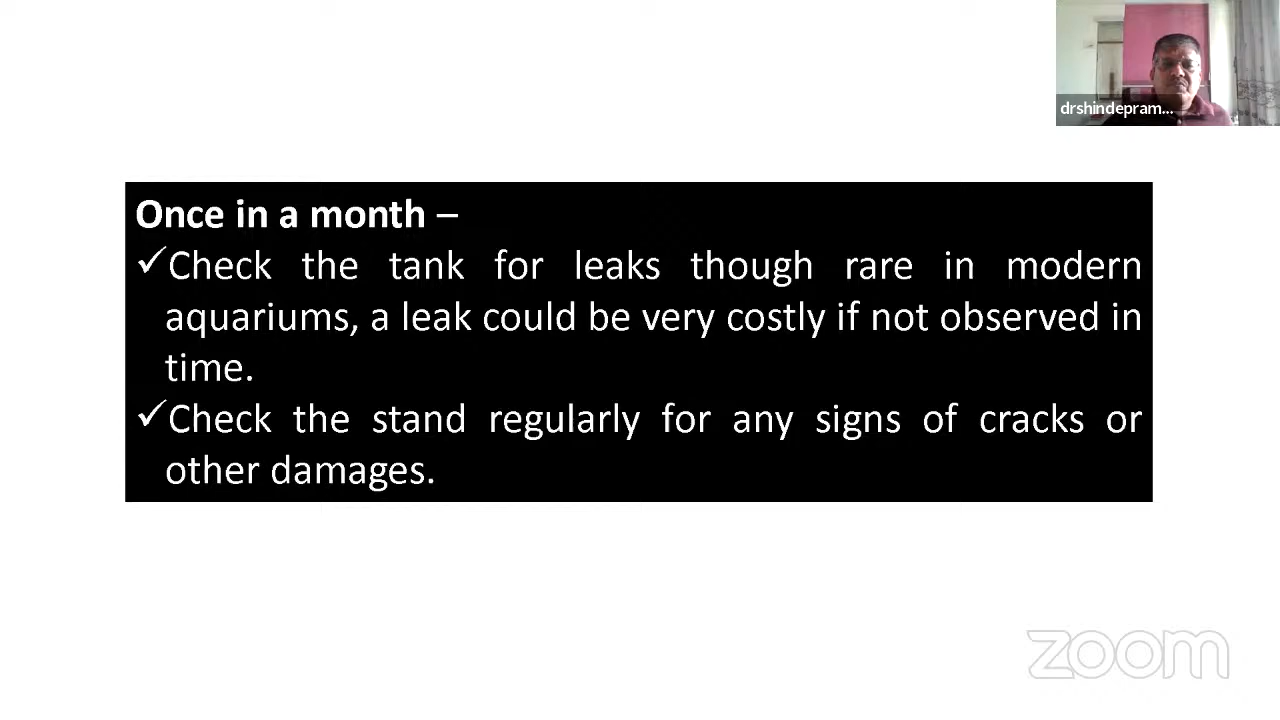 drshindepram...
Once in a month –
✓Check the tank for leaks though rare in modern
aquariums, a leak could be very costly if not observed in
time.
✓Check the stand regularly for any signs of cracks or
other damages.
zoom